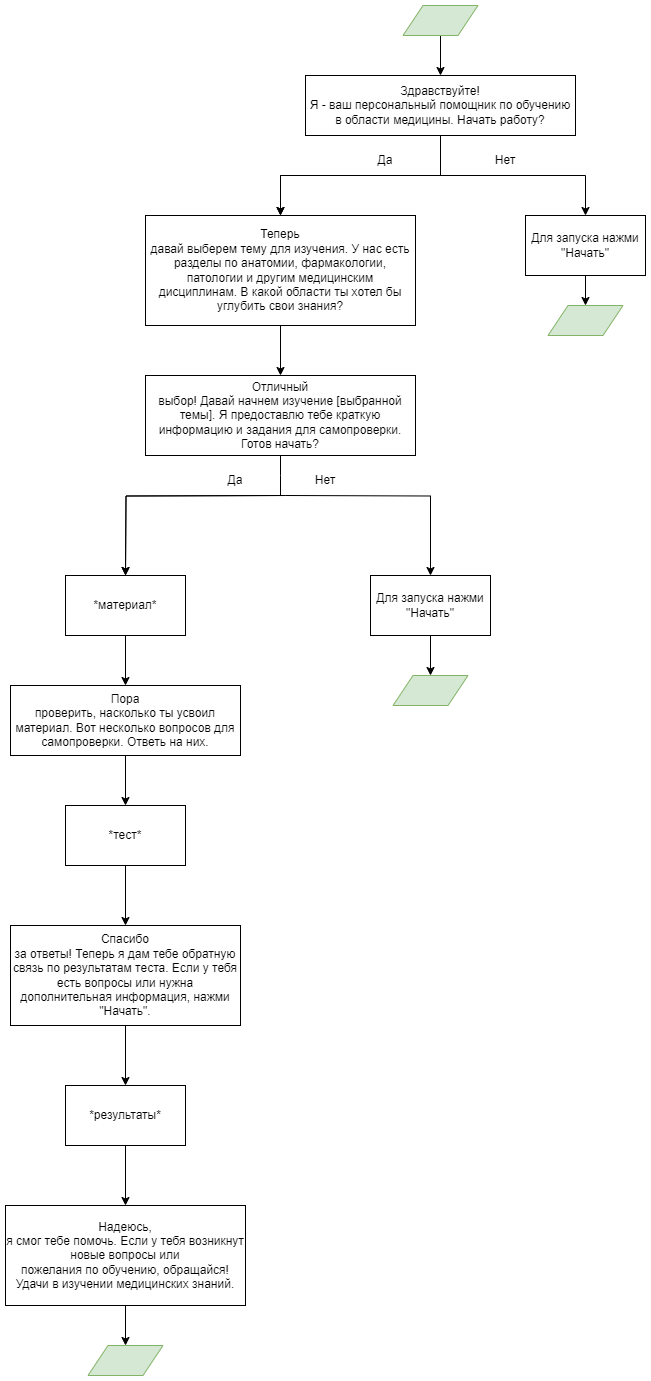 Здравствуйте!
Я - ваш персональный помощник по обучению
в области медицины. Начать работу?
Да
Нет
Теперь
давай выберем тему для изучения. У нас есть
разделы по анатомии, фармакологии,
патологии и другим медицинским
дисциплинам. В какой области ты хотел бы
углубить свои знания?
Для запуска нажми
"Начать"
Отличный
выбор! Давай начнем изучение [выбранной
темы]. Я предоставлю тебе краткую
информацию и задания для самопроверки.
Готов начать?
Да
Нет
*материал*
Для запуска нажми
"Начать"
Пора
проверить, насколько ты усвоил
материал. Вот несколько вопросов для
самопроверки. Ответь на них.
*тест*
Спасибо
за ответы! Теперь я дам тебе обратную
связь по результатам теста. Если у тебя
есть вопросы или нужна
дополнительная информация, нажми
"Начать".
*результаты*
Надеюсь,
я смог тебе помочь. Если у тебя возникнут
новые вопросы или
пожелания по обучению, обращайся!
Удачи в изучении медицинских знаний.